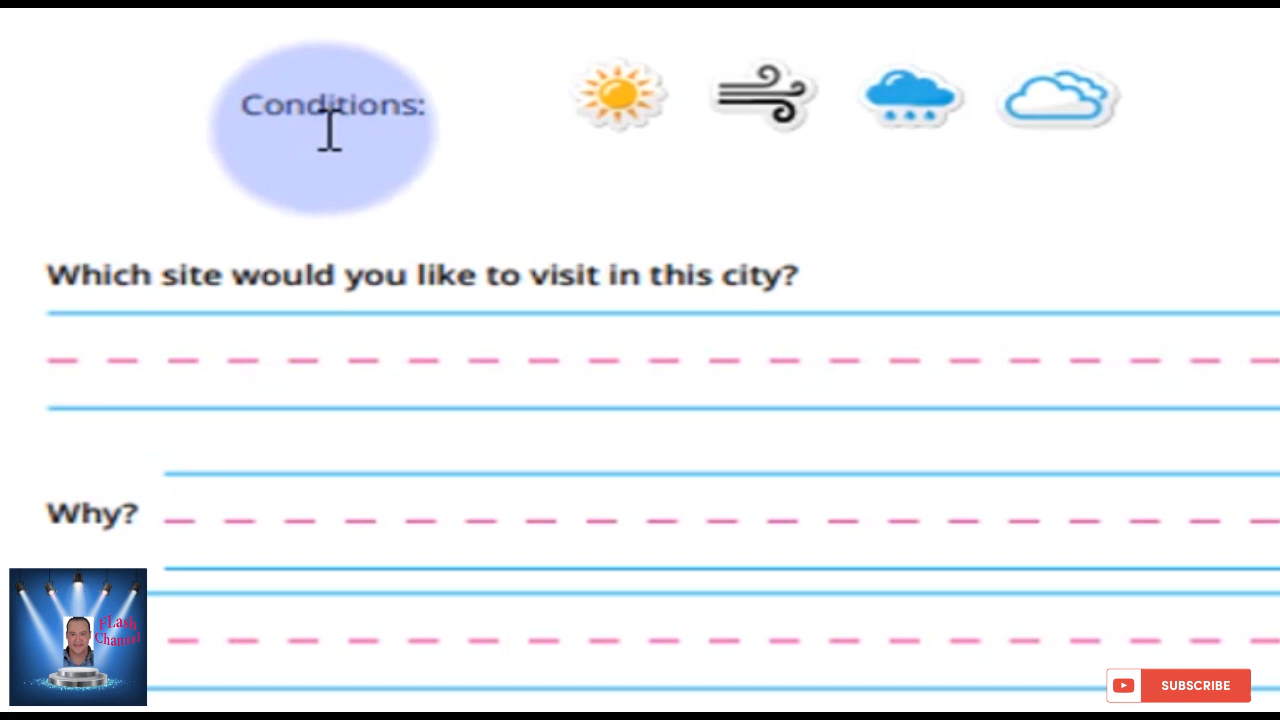 Conditions:
Which site would you like to visit in this city?
Why?
FLash
Channel
SUBSCRIBE